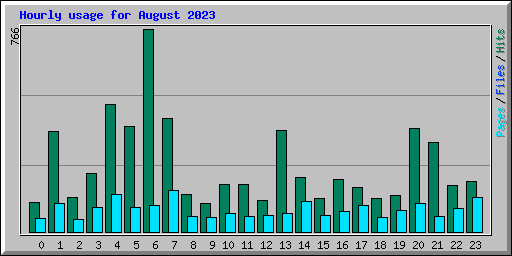 Hourly usage for August 2023
766
Pages / Files / Hits
0 1 2 3 4 5 6 7 8 9 10 11 12 13 14 15 16 17 18 19 20 21 22 23